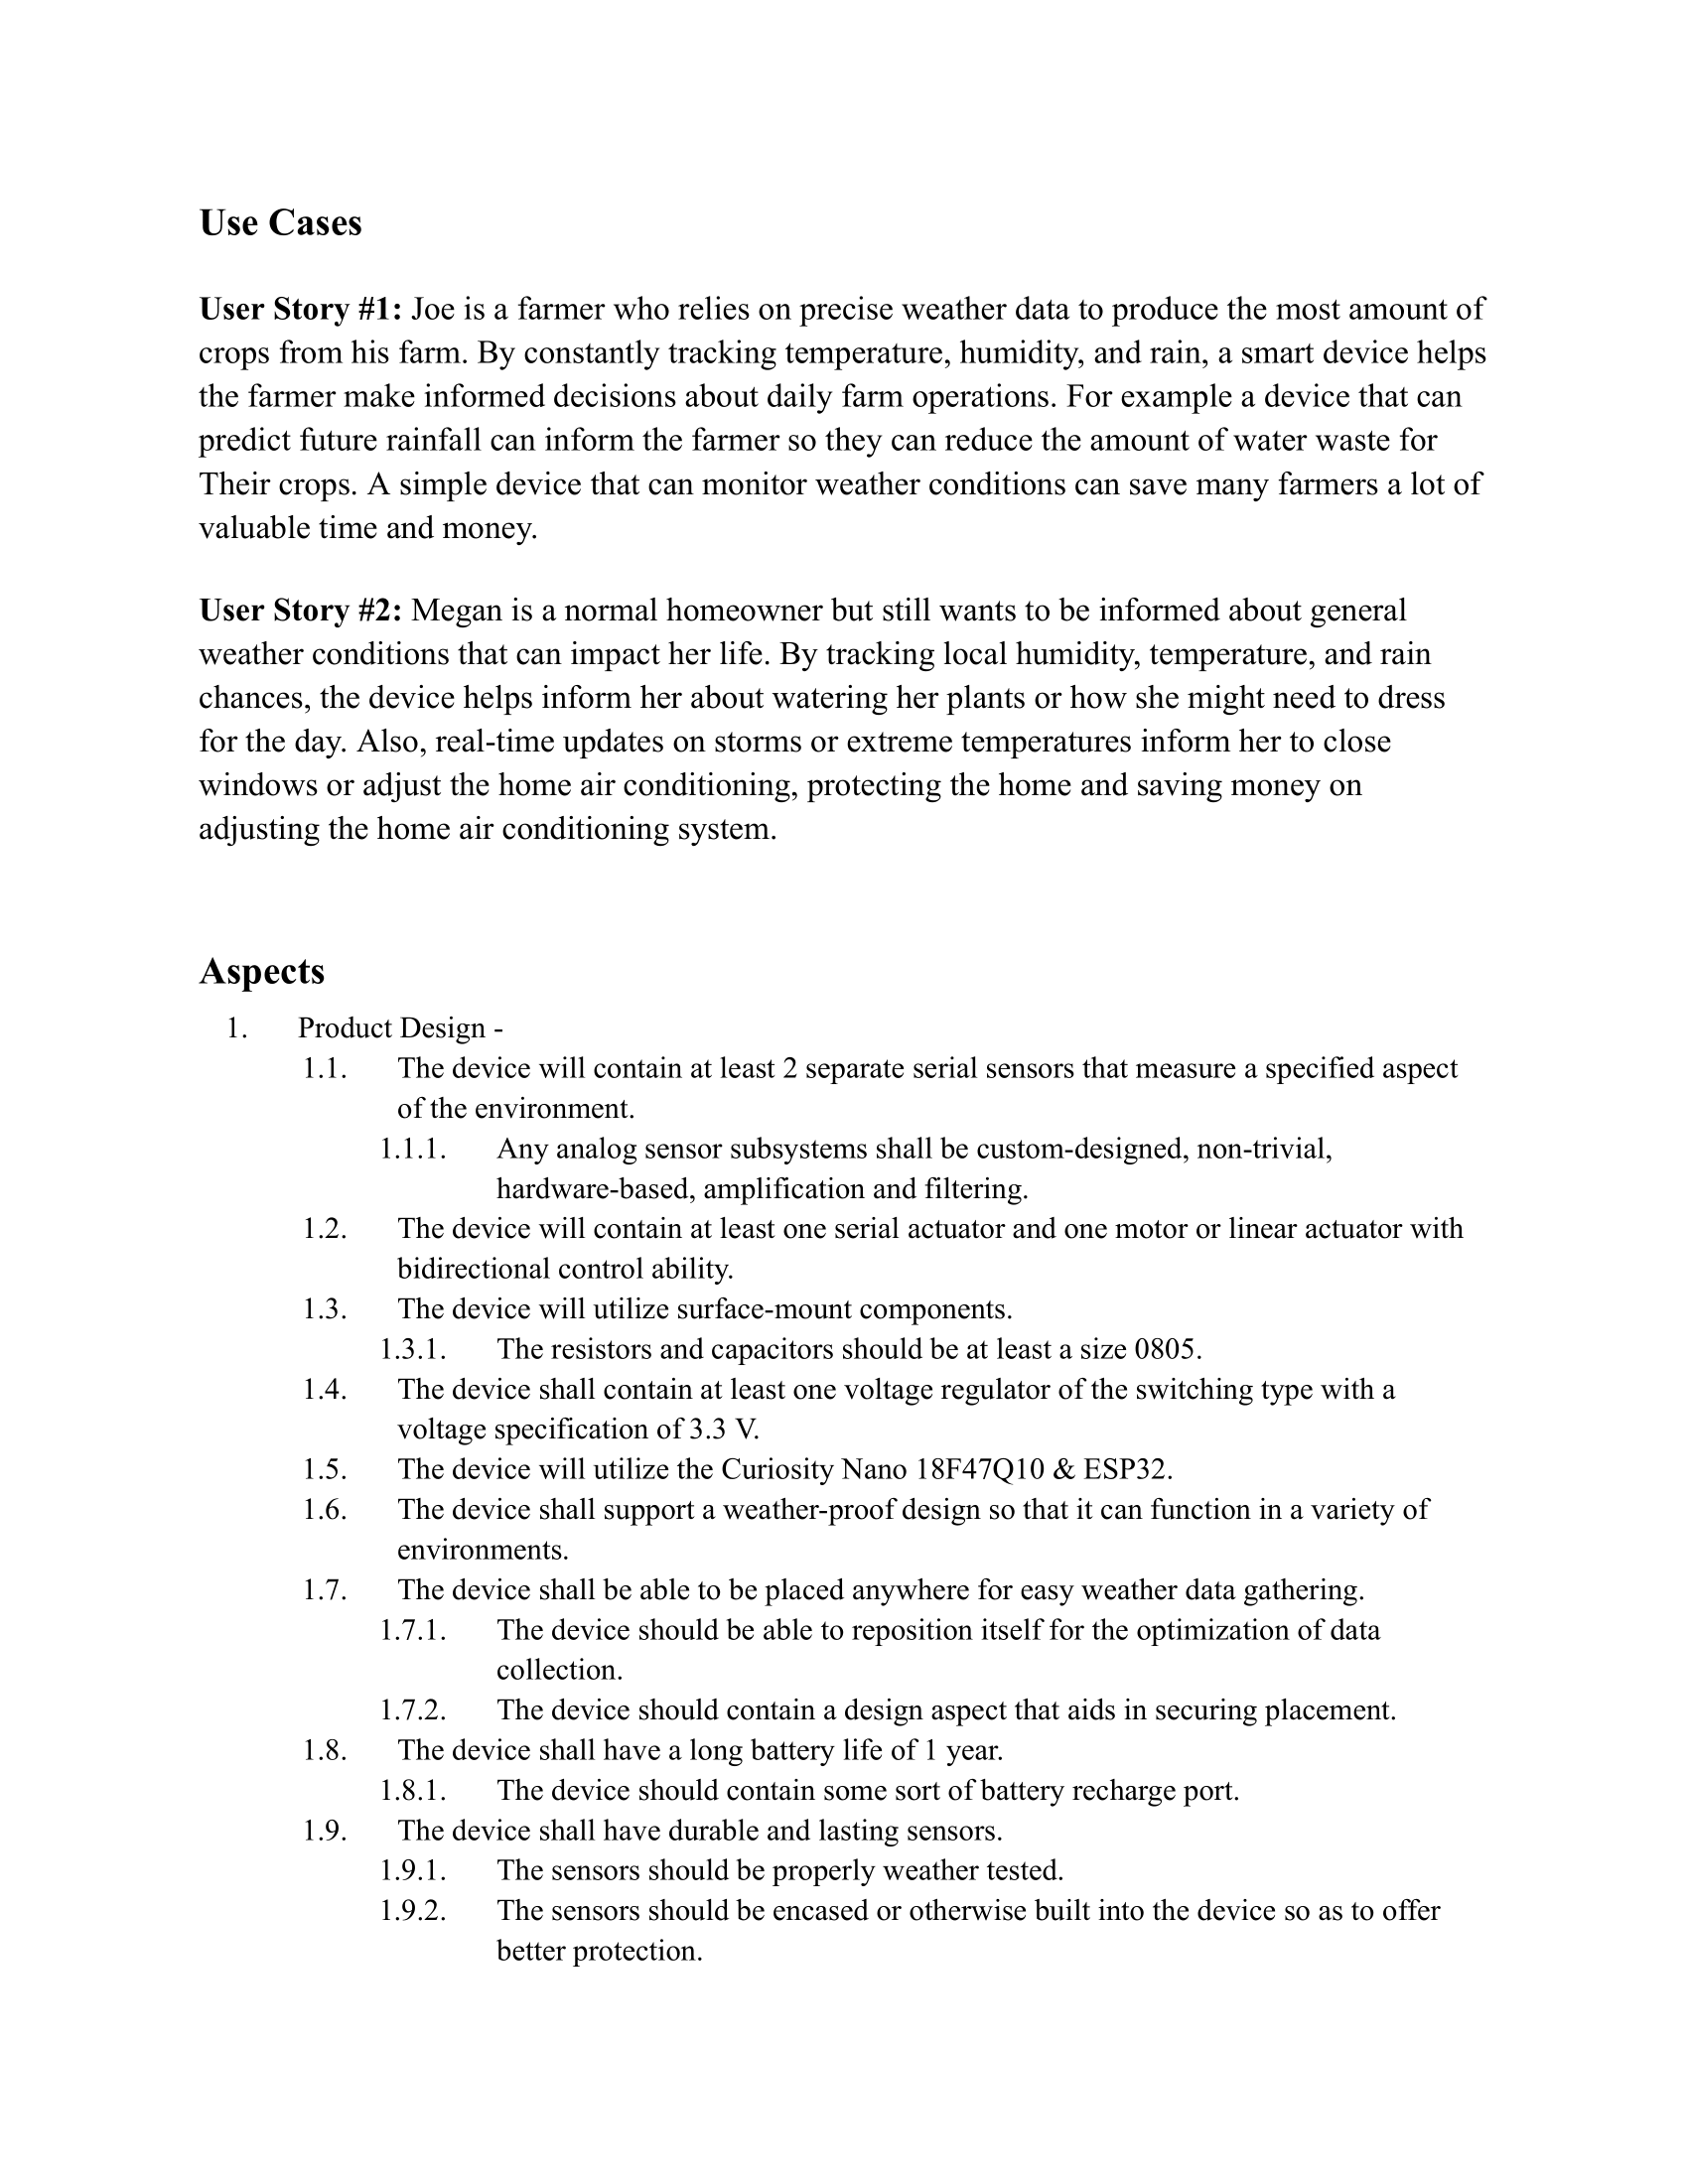 Use Cases
User Story #1: Joe is a farmer who relies on precise weather data to produce the most amount of
crops from his farm. By constantly tracking temperature, humidity, and rain, a smart device helps
the farmer make informed decisions about daily farm operations. For example a device that can
predict future rainfall can inform the farmer so they can reduce the amount of water waste for
Their crops. A simple device that can monitor weather conditions can save many farmers a lot of
valuable time and money.
User Story #2: Megan is a normal homeowner but still wants to be informed about general
weather conditions that can impact her life. By tracking local humidity, temperature, and rain
chances, the device helps inform her about watering her plants or how she might need to dress
for the day. Also, real-time updates on storms or extreme temperatures inform her to close
windows or adjust the home air conditioning, protecting the home and saving money on
adjusting the home air conditioning system.
Aspects
1. Product Design -
1.1. The device will contain at least 2 separate serial sensors that measure a specified aspect
of the environment.
1.1.1. Any analog sensor subsystems shall be custom-designed, non-trivial,
hardware-based, amplification and filtering.
1.2. The device will contain at least one serial actuator and one motor or linear actuator with
bidirectional control ability.
1.3. The device will utilize surface-mount components.
1.3.1. The resistors and capacitors should be at least a size 0805.
1.4. The device shall contain at least one voltage regulator of the switching type with a
voltage specification of 3.3 V.
1.5. The device will utilize the Curiosity Nano 18F47Q10 & ESP32.
1.6. The device shall support a weather-proof design so that it can function in a variety of
environments.
1.7. The device shall be able to be placed anywhere for easy weather data gathering.
1.7.1. The device should be able to reposition itself for the optimization of data
collection.
1.7.2. The device should contain a design aspect that aids in securing placement.
1.8. The device shall have a long battery life of 1 year.
1.8.1. The device should contain some sort of battery recharge port.
1.9. The device shall have durable and lasting sensors.
1.9.1. The sensors should be properly weather tested.
1.9.2. The sensors should be encased or otherwise built into the device so as to offer
better protection.